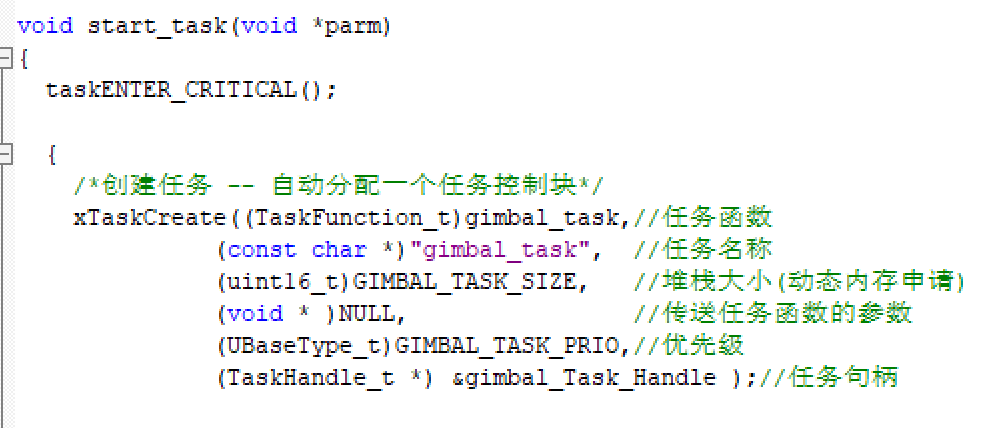 void start_task(void *parm)
{
taskENTER_CRITICAL();
{
/*创建任务 -- 自动分配一个任务控制块*/
xTaskCreate((TaskFunction_t)gimbal_task,//任务函数
(const char *)"gimbal_task", //任务名称
(uint16_t)GIMBAL_TASK_SIZE, //堆栈大小(动态内存申请)
(void * )NULL, //传送任务函数的参数
(UBaseType_t)GIMBAL_TASK_PRIO,//优先级
(TaskHandle_t *) &gimbal_Task_Handle );//任务句柄